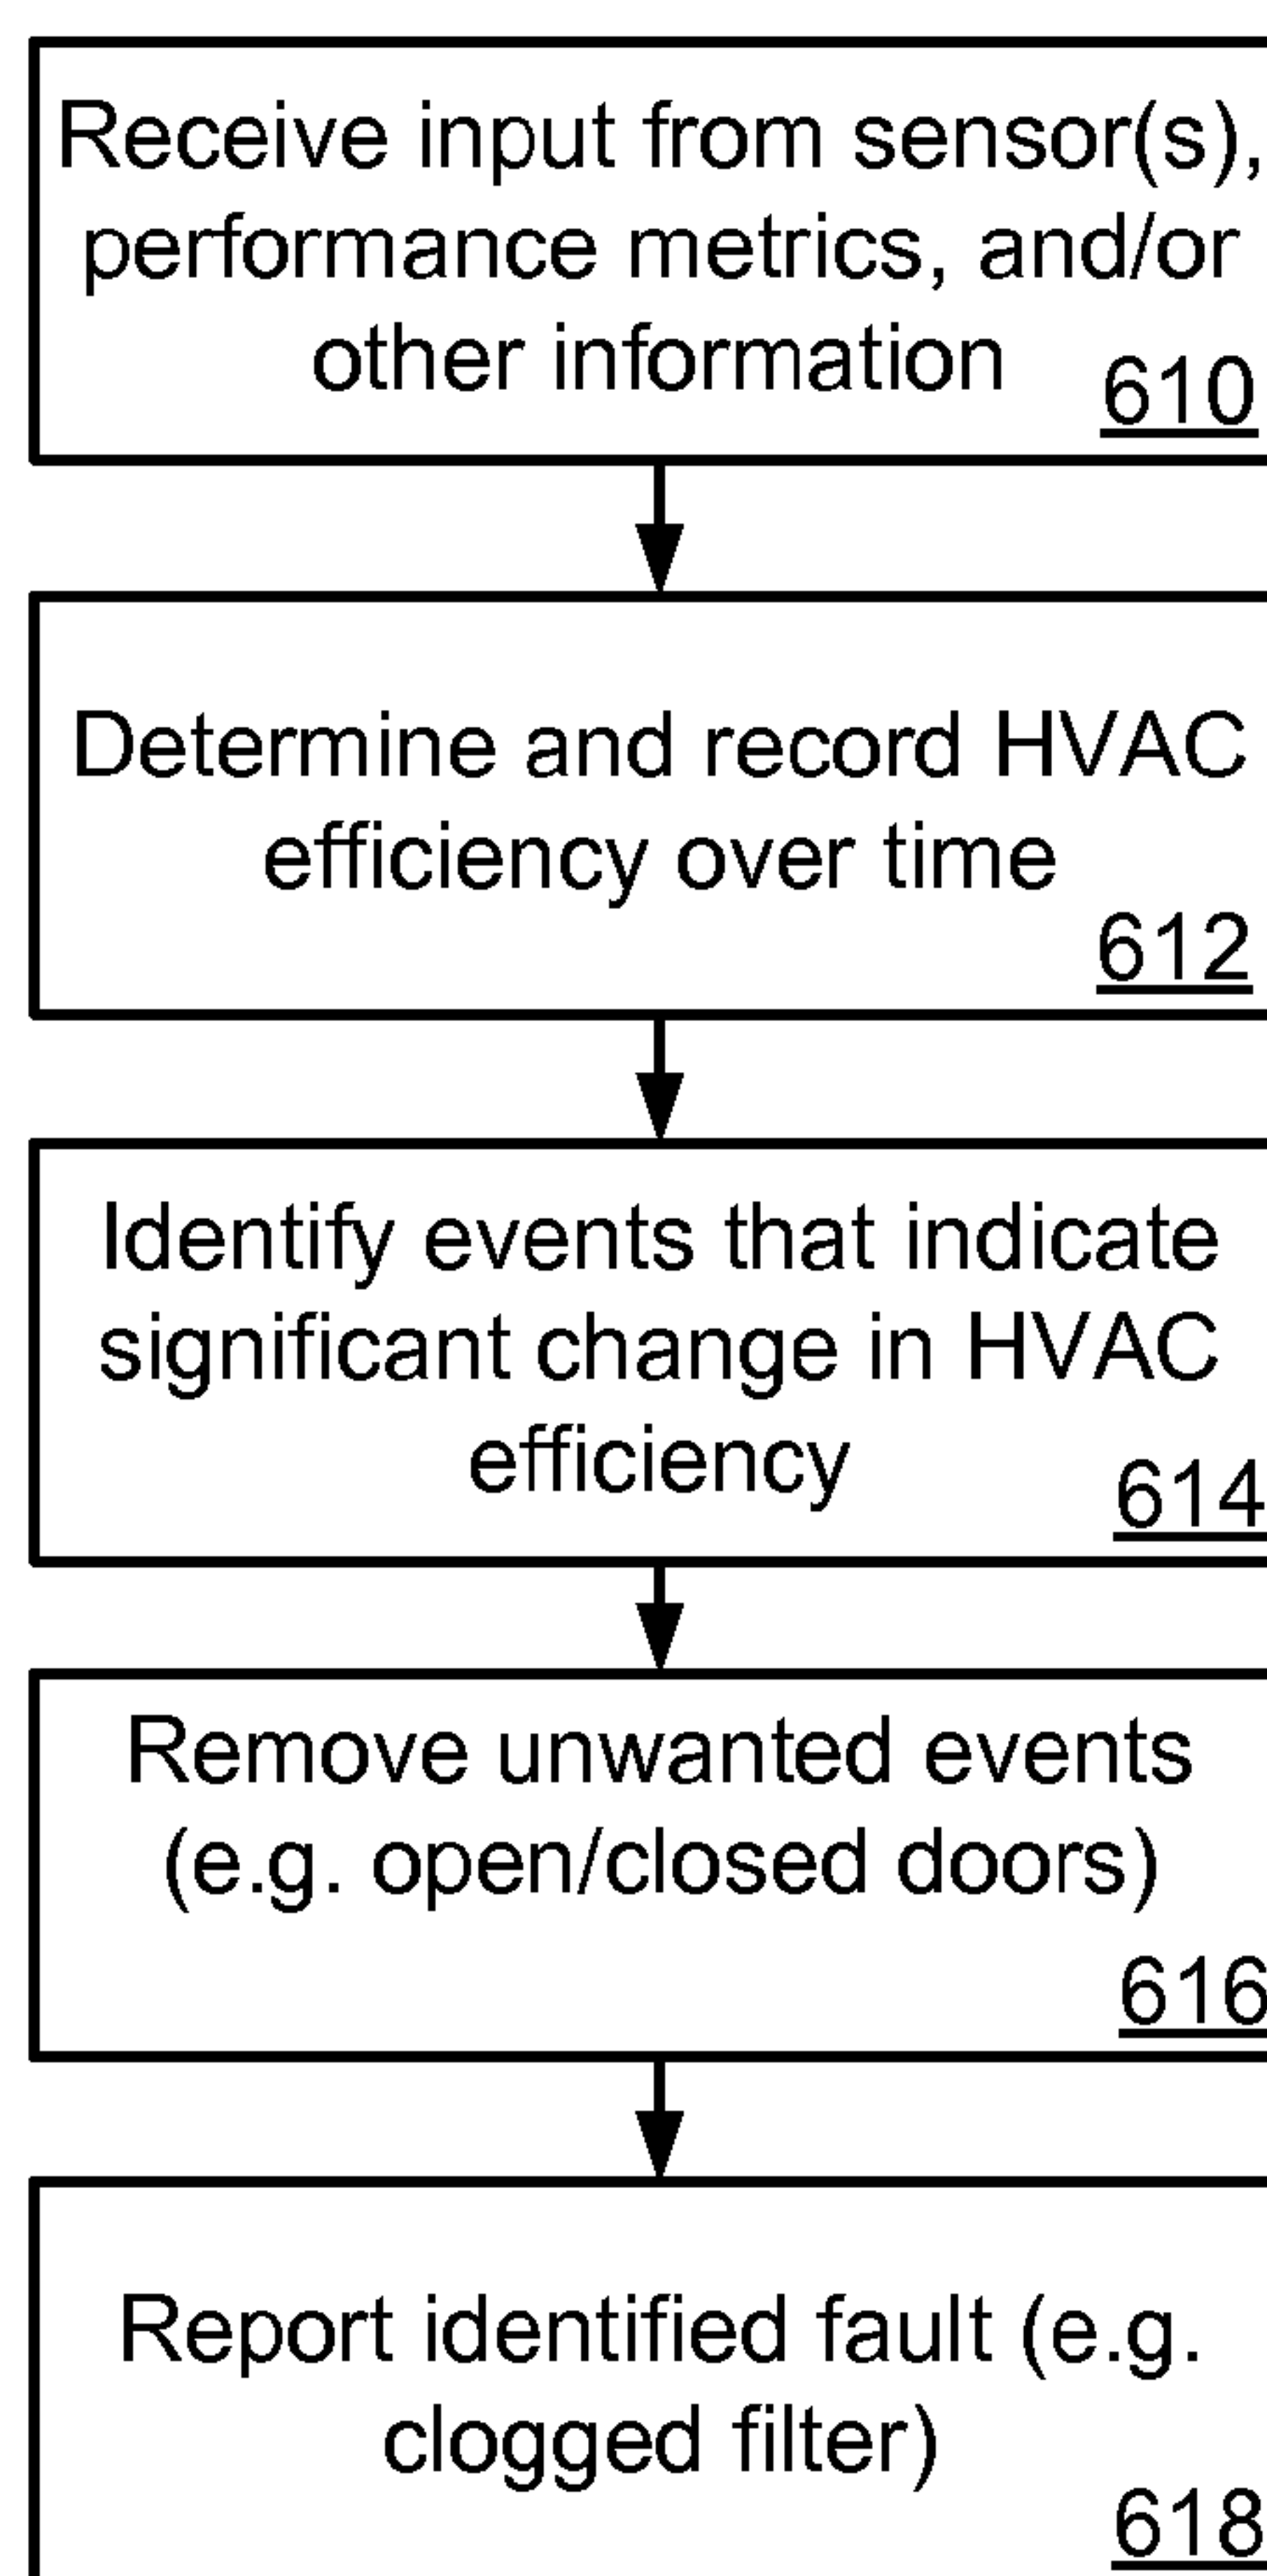 Receive input from sensor(s),
performance metrics, and/or
other information
610
Determine and record HVAC
efficiency over time
612
Identify events that indicate
significant change in HVAC
efficiency
614
Remove unwanted events
(e.g. open/closed doors)
616
Report identified fault (e.g.
clogged filter)
618